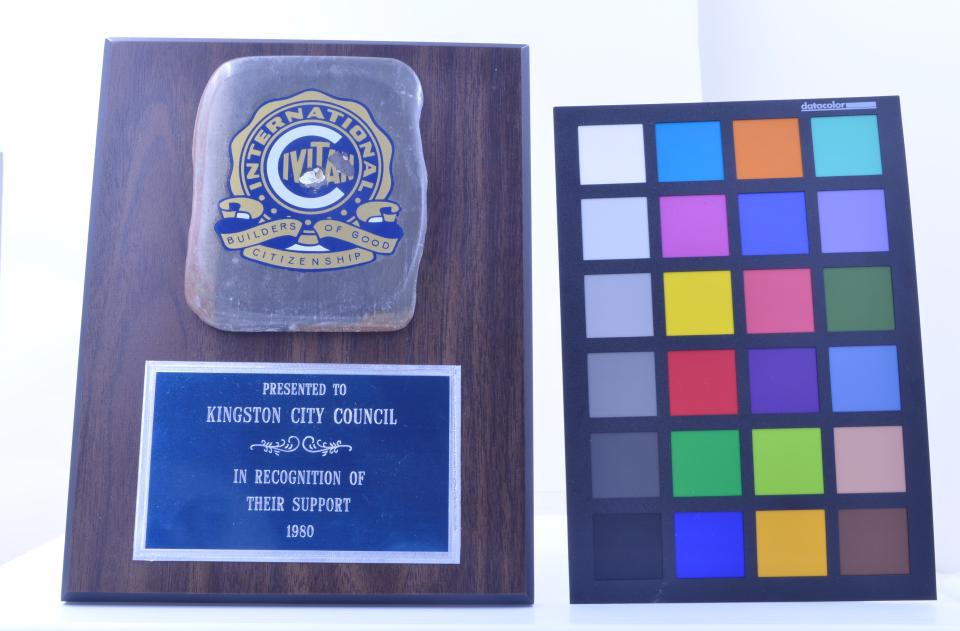 INTERNATIONAL
CIVITAN
BUILDERS OF GOOD
CITIZENSHIP
PRESENTED TO
KINGSTON CITY COUNCIL
IN RECOGNITION OF
THEIR SUPPORT
1980
datacolor